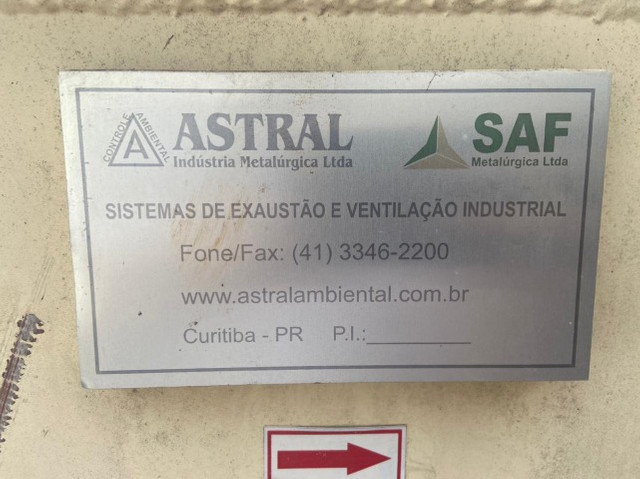 CONTROLE AMBIENTAL
A
ASTRAL
Indústria Metalúrgica Ltda
SAF
Metalúrgica Ltda
SISTEMAS DE EXAUSTÃO E VENTILAÇÃO INDUSTRIAL
Fone/Fax: (41) 3346-2200
www.astralambiental.com.br
Curitiba - PR P.I.: